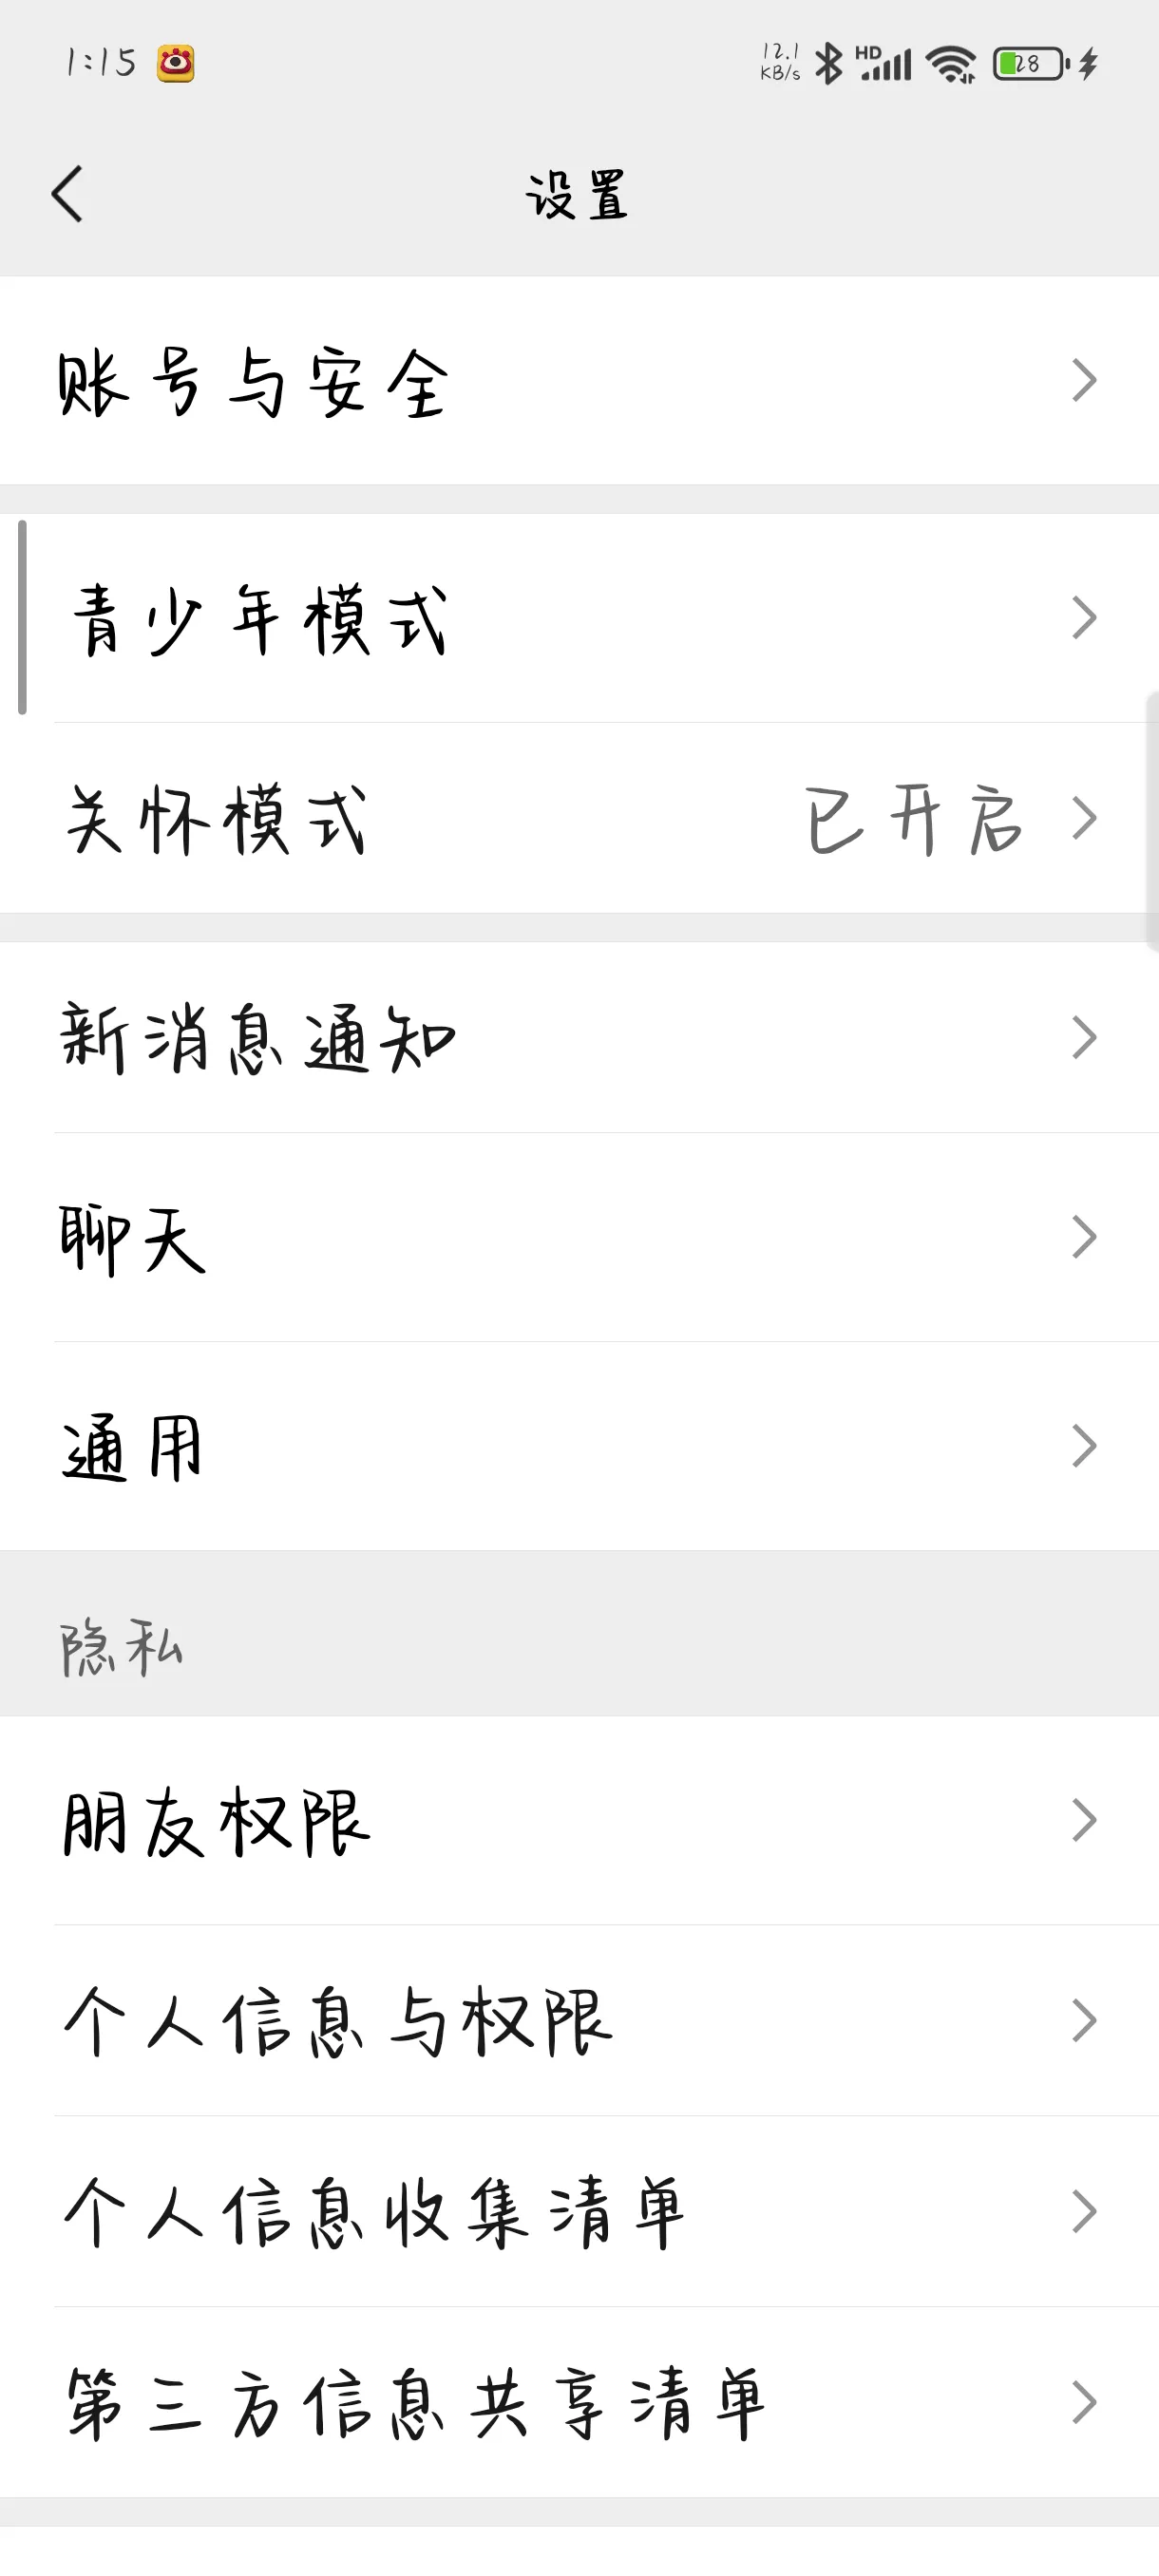 1:15
12.1
KB/s
HD
28
设置
账号与安全
青少年模式
关怀模式
已开启
新消息通知
聊天
通用
隐私
朋友权限
个人信息与权限
个人信息收集清单
第三方信息共享清单